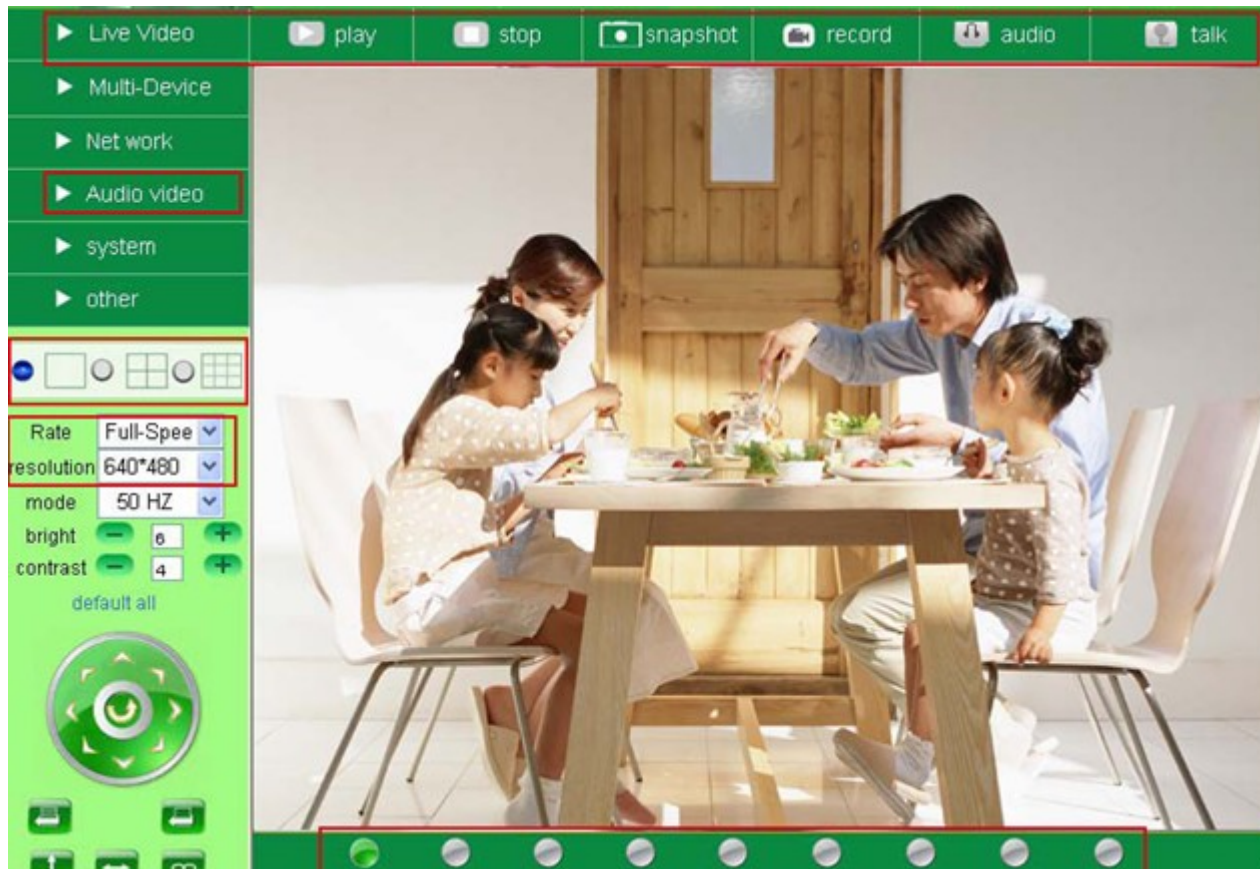 Live Video play stop snapshot record audio talk
Multi-Device
Net work
Audio video
system
other
Rate Full-Spee
resolution 640*480
mode 50 HZ
bright 6
contrast 4
default all